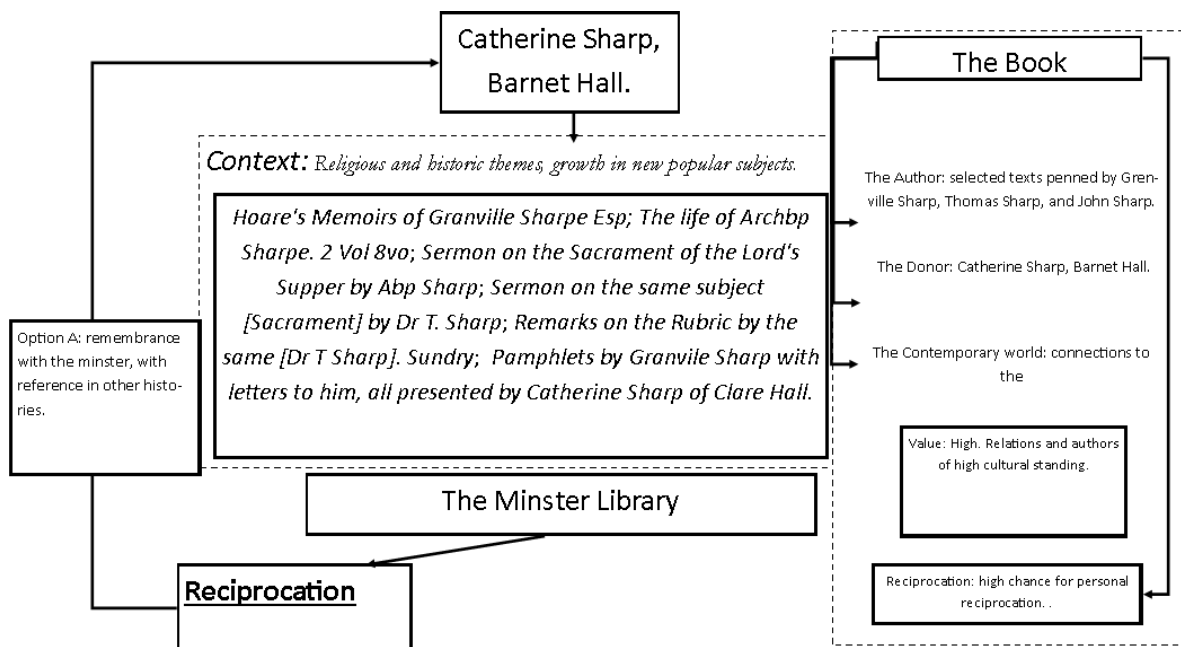 Catherine Sharp,
Barnet Hall.
Context: Religious and historic themes, growth in new popular subjects.
Hoare's Memoirs of Granville Sharpe Esp; The life of Archbp
Sharpe. 2 Vol 8vo; Sermon on the Sacrament of the Lord's
Supper by Abp Sharp; Sermon on the same subject
[Sacrament] by Dr T. Sharp; Remarks on the Rubric by the
same [Dr T Sharp]. Sundry; Pamphlets by Granvile Sharp with
letters to him, all presented by Catherine Sharp of Clare Hall.
Option A: remembrance
with the minster, with
reference in other histo-
ries.
The Minster Library
Reciprocation
The Book
The Author: selected texts penned by Gren-
ville Sharp, Thomas Sharp, and John Sharp.
The Donor: Catherine Sharp, Barnet Hall.
The Contemporary world: connections to
the
Value: High. Relations and authors
of high cultural standing.
Reciprocation: high chance for personal
reciprocation. .